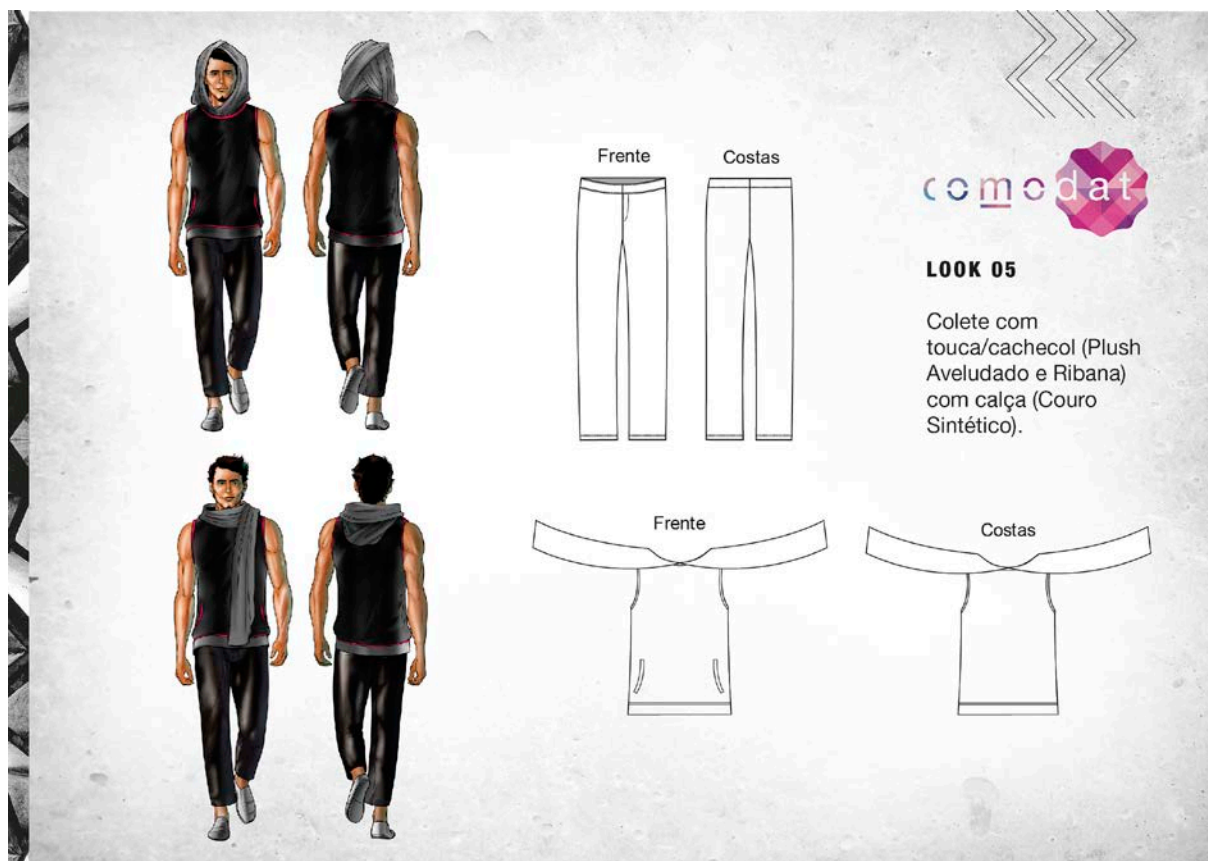 Frente
Costas
comodat
LOOK 05
Colete com
touca/cachecol (Plush
Aveludado e Ribana)
com calça (Couro
Sintético).
Frente
Costas